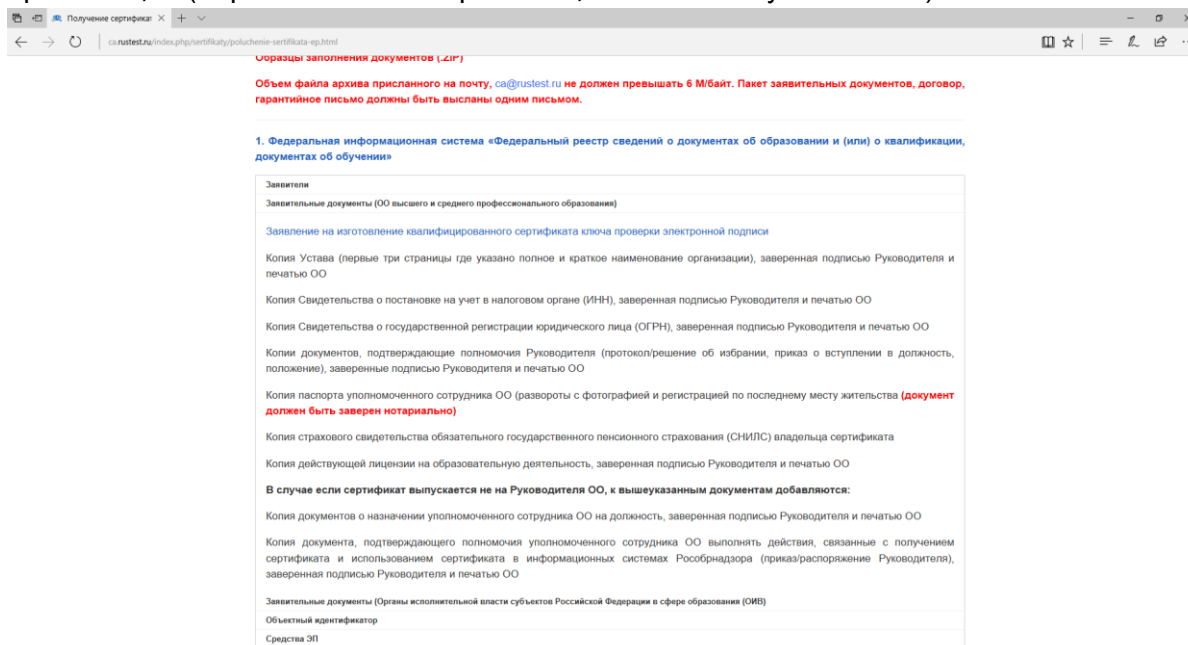 Получение сертификат
ca.rustest.ru/index.php/sertifikaty/poluchenie-sertifikata-ep.html
Образцы заполнения документов (.ZIP)
Объем файла архива присланного на почту, ca@rustest.ru не должен превышать 6 М/байт. Пакет заявительных документов, договор,
гарантийное письмо должны быть высланы одним письмом.
1. Федеральная информационная система «Федеральный реестр сведений о документах об образовании и (или) о квалификации,
документах об обучении»
Заявители
Заявительные документы (ОО высшего и среднего профессионального образования)
Заявление на изготовление квалифицированного сертификата ключа проверки электронной подписи
Копия Устава (первые три страницы где указано полное и краткое наименование организации), заверенная подписью Руководителя и
печатью ОО
Копия Свидетельства о постановке на учет в налоговом органе (ИНН), заверенная подписью Руководителя и печатью ОО
Копия Свидетельства о государственной регистрации юридического лица (ОГРН), заверенная подписью Руководителя и печатью ОО
Копии документов, подтверждающие полномочия Руководителя (протокол/решение об избрании, приказ о вступлении в должность,
положение), заверенные подписью Руководителя и печатью ОО
Копия паспорта уполномоченного сотрудника ОО (развороты с фотографией и регистрацией по последнему месту жительства (документ
должен быть заверен нотариально)
Копия страхового свидетельства обязательного государственного пенсионного страхования (СНИЛС) владельца сертификата
Копия действующей лицензии на образовательную деятельность, заверенная подписью Руководителя и печатью ОО
В случае если сертификат выпускается не на Руководителя ОО, к вышеуказанным документам добавляются:
Копия документов о назначении уполномоченного сотрудника ОО на должность, заверенная подписью Руководителя и печатью ОО
Копия документа, подтверждающего полномочия уполномоченного сотрудника ОО выполнять действия, связанные с получением
сертификата и использованием сертификата в информационных системах Рособрнадзора (приказ/распоряжение Руководителя),
заверенная подписью Руководителя и печатью ОО
Заявительные документы (Органы исполнительной власти субъектов Российской Федерации в сфере образования (ОИВ)
Объектный идентификатор
Средства ЭП